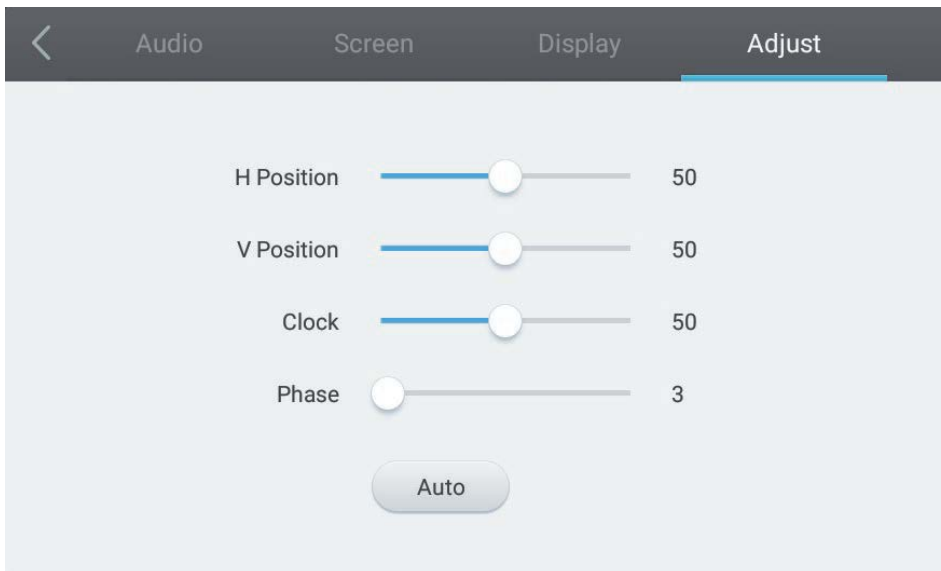 Audio Screen Display Adjust
H Position 50
V Position 50
Clock 50
Phase 3
Auto